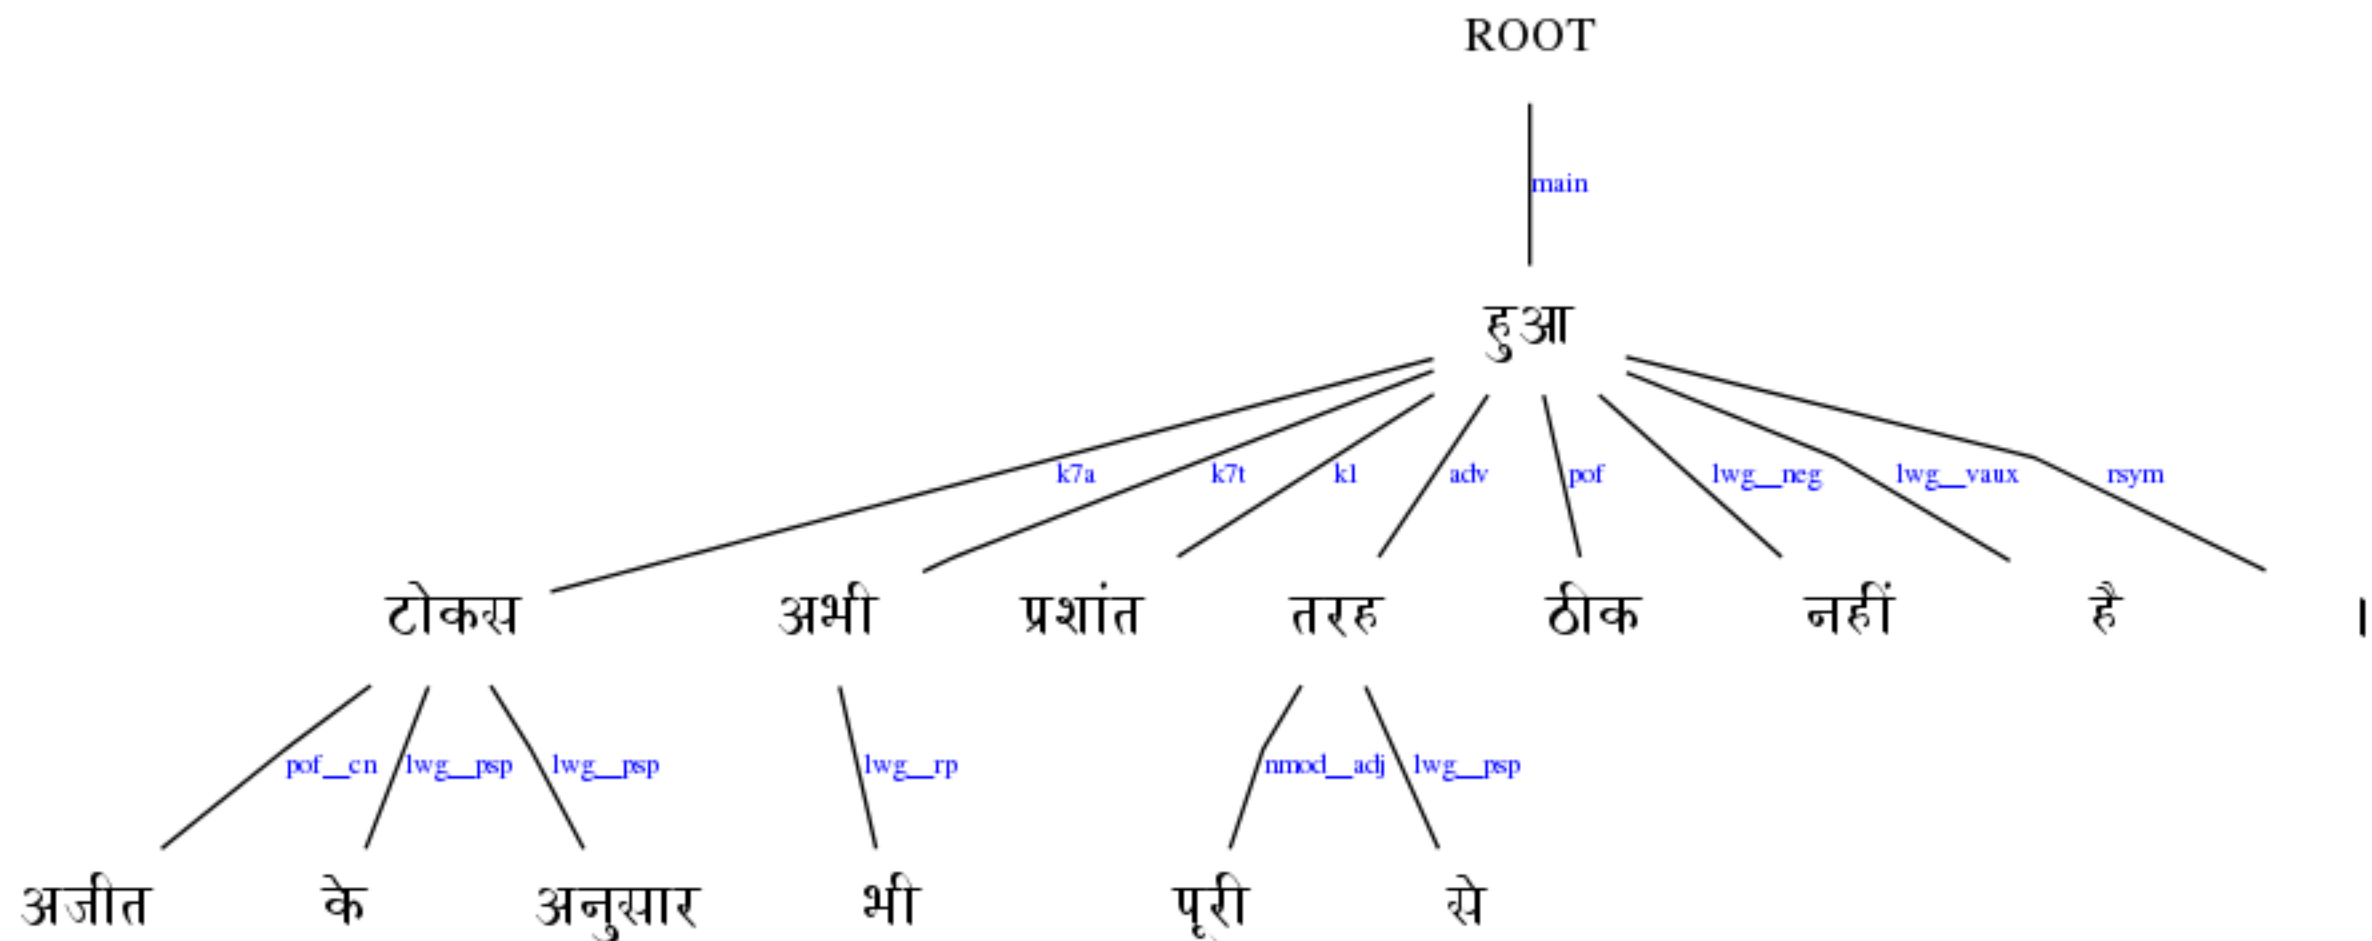 ROOT
main
हुआ
k7a k7t k1 adv pof lwg__neg lwg__vaux rsym
टोकस अभी प्रशांत तरह ठीक नहीं है ।
pof__cn lwg__psp lwg__psp lwg__rp nmod__adj lwg__psp
अजीत के अनुसार भी पूरी से